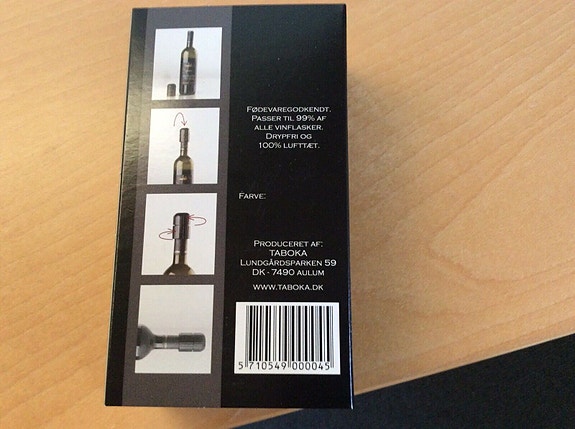 FØDEVAREGODKENDT.
PASSER TIL 99% AF
ALLE VINFLASKER.
DRYPFRI OG
100% LUFTTÆT.
FARVE:
PRODUCERET AF:
TABOKA
LUNDGÅRDSPARKEN 59
DK - 7490 AULUM
WWW.TABOKA.DK
5 710549 000045